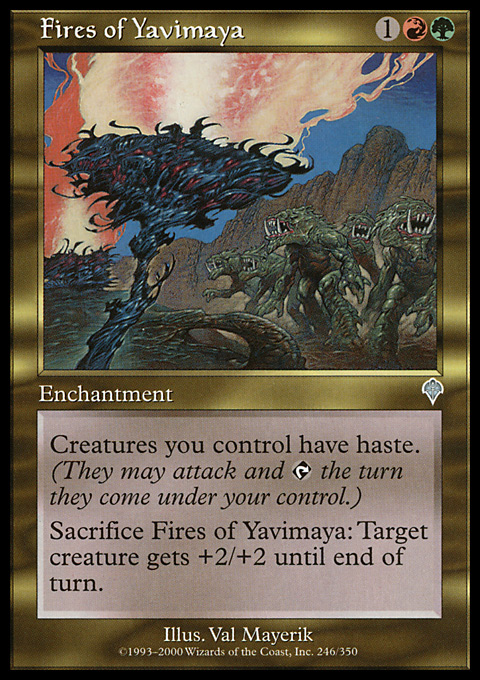 Fires of Yavimaya 1
Enchantment
Creatures you control have haste.
(They may attack and the turn
they come under your control.)
Sacrifice Fires of Yavimaya: Target
creature gets +2/+2 until end of
turn.
Illus. Val Mayerik
©1993–2000 Wizards of the Coast, Inc. 246/350